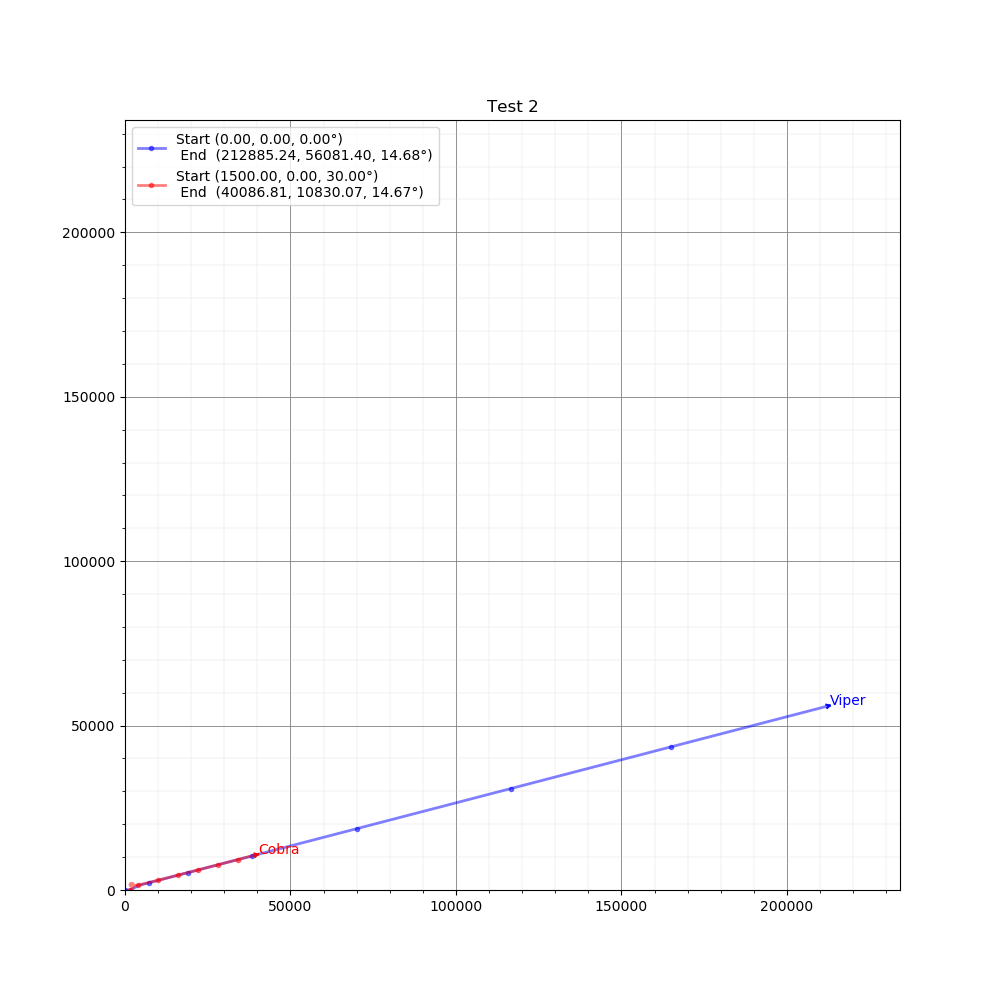 Test 2
Start (0.00, 0.00, 0.00°)
End (212885.24, 56081.40, 14.68°)
Start (1500.00, 0.00, 30.00°)
End (40086.81, 10830.07, 14.67°)
200000
150000
100000
50000
0
Viper
Cobra
0 50000 100000 150000 200000